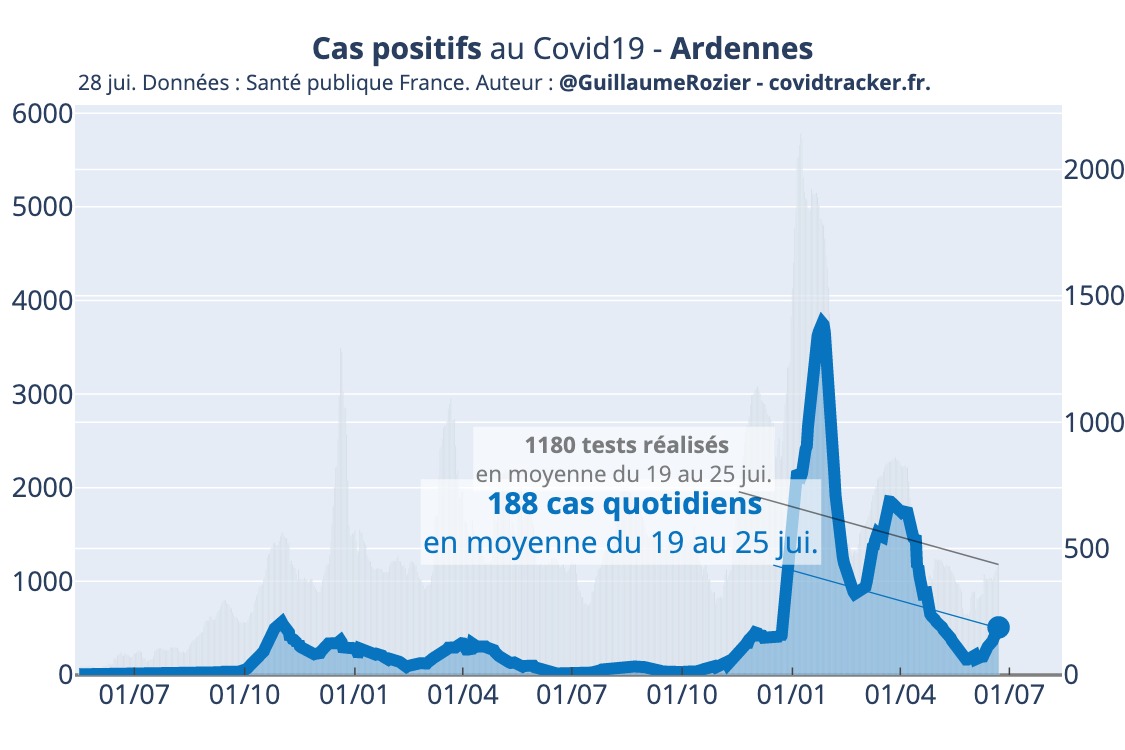 Cas positifs au Covid19 - Ardennes
28 jui. Données : Santé publique France. Auteur : @GuillaumeRozier - covidtracker.fr.
6000
5000
4000
3000
2000
1000
0
2000
1500
1000
500
0
1180 tests réalisés
en moyenne du 19 au 25 jui.
188 cas quotidiens
en moyenne du 19 au 25 jui.
01/07 01/10 01/01 01/04 01/07 01/10 01/01 01/04 01/07